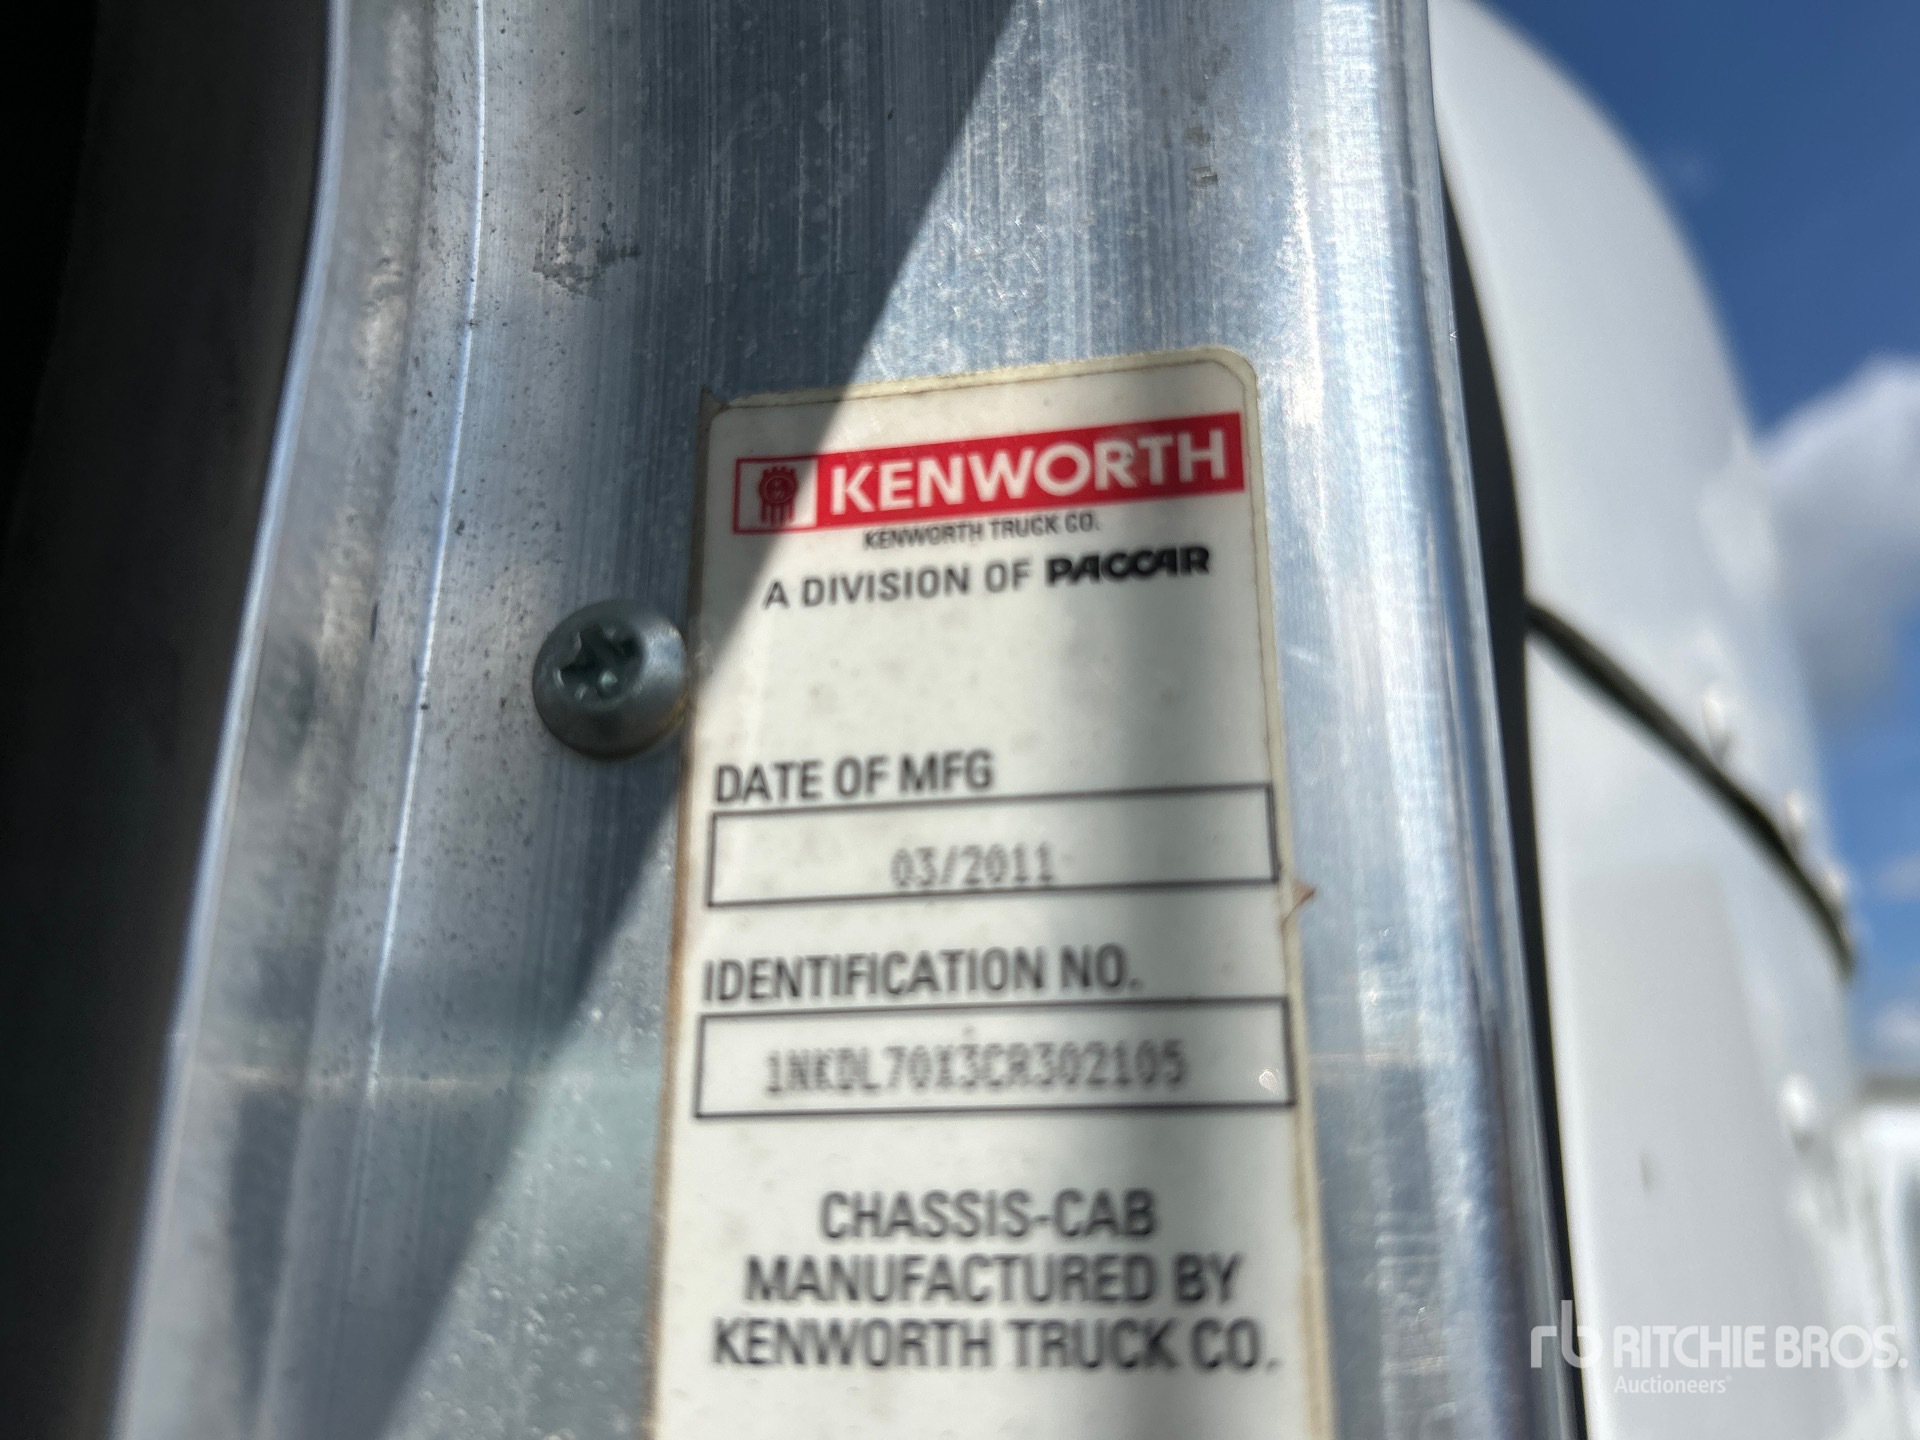 KENWORTH
KENWORTH TRUCK CO.
A DIVISION OF PACCAR
DATE OF MFG
03/2011
IDENTIFICATION NO.
1NKDL70X3CR302105
CHASSIS-CAB
MANUFACTURED BY
KENWORTH TRUCK CO.
rb RITCHIE BROS.
Auctioneers